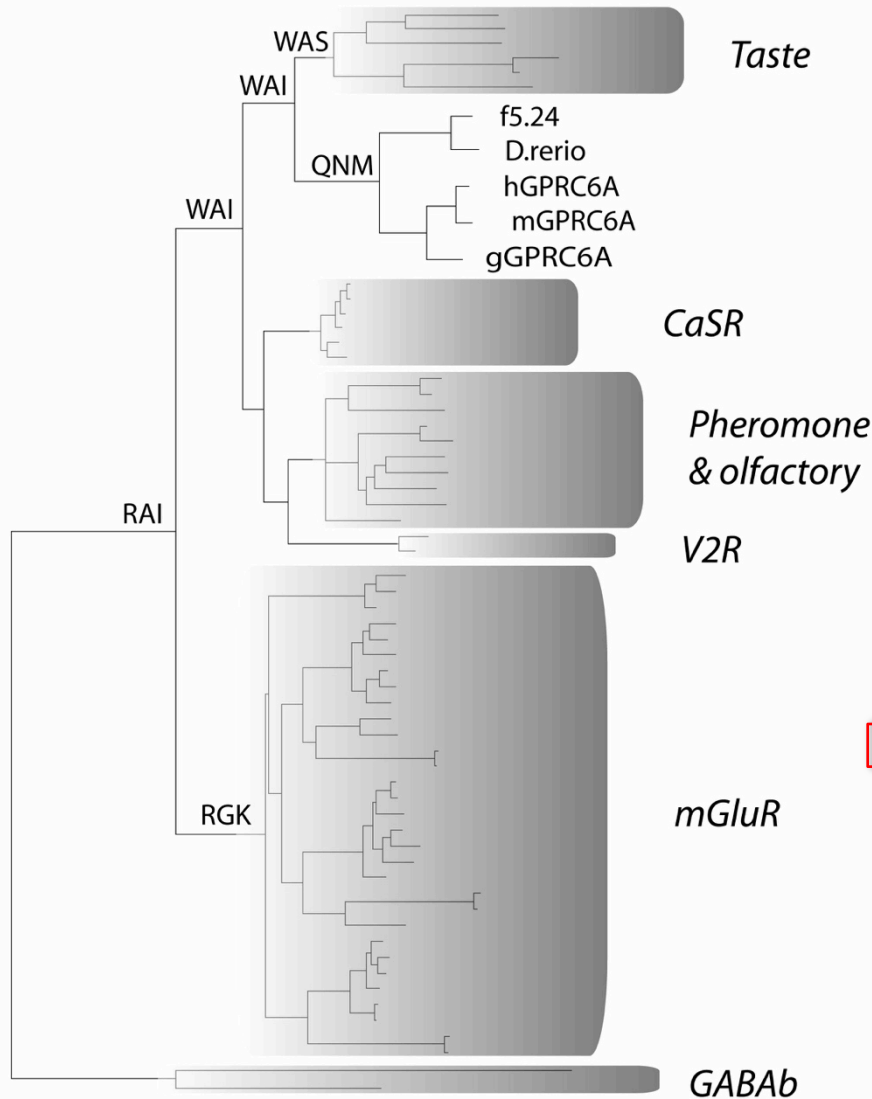 WAS
Taste
WAI
f5.24
D.rerio
QNM
hGPRC6A
WAI
mGPRC6A
gGPRC6A
CaSR
Pheromone
& olfactory
RAI
V2R
RGK
mGluR
GABAb